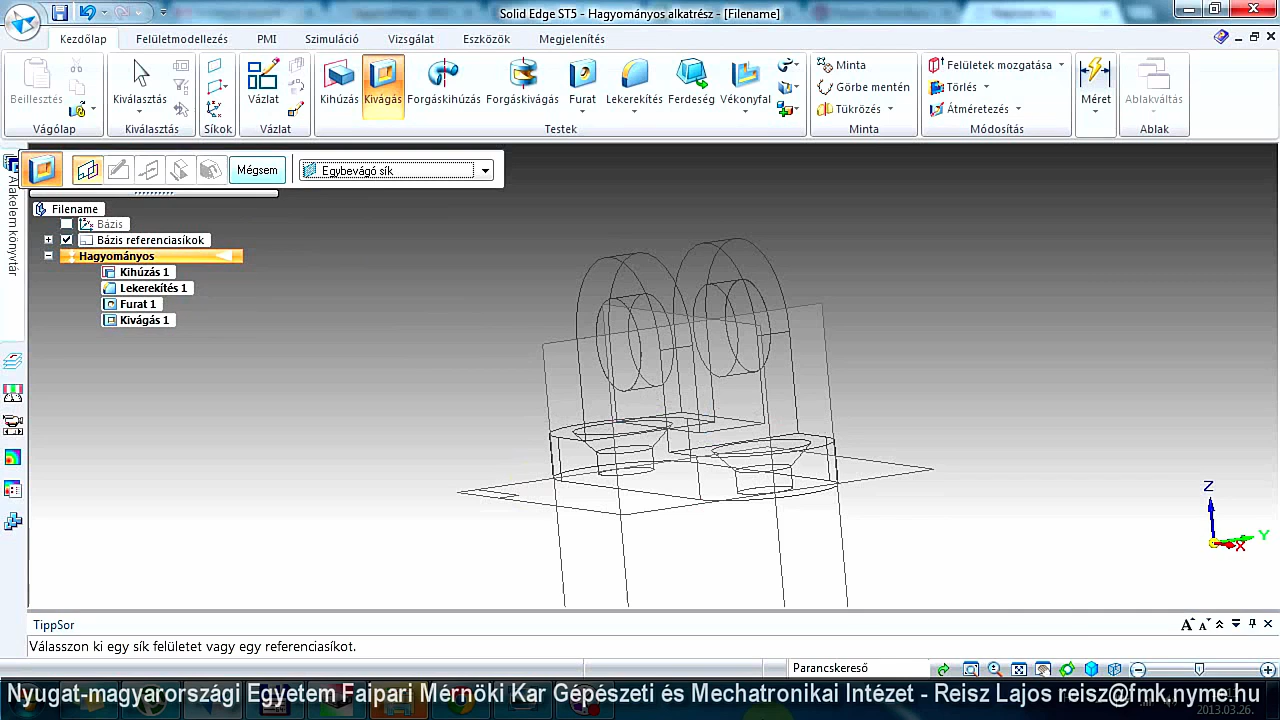 Solid Edge ST5 - Hagyományos alkatrész - [Filename]
Kezdőlap Felületmodellezés PMI Szimuláció Vizsgálat Eszközök Megjelenítés
Beillesztés
Vágólap
Kiválasztás
Kiválasztás
Síkok
Vázlat
Vázlat
Kihúzás Kivágás Forgáskihúzás Forgáskivágás Furat Lekerekítés Ferdeség Vékonyfal
Testek
Minta
Görbe mentén
Tükrözés
Minta
Felületek mozgatása
Törlés
Átméretezés
Módosítás
Méret
Ablakváltás
Ablak
Mégsem
Egybevágó sík
Alakelem könyvtár
Filename
Bázis
Bázis referenciasíkok
Hagyományos
Kihúzás 1
Lekerekítés 1
Furat 1
Kivágás 1
Z
Y
X
TippSor
Válasszon ki egy sík felületet vagy egy referenciasíkot.
Parancskereső
Nyugat-magyarországi Egyetem Faipari Mérnöki Kar Gépészeti és Mechatronikai Intézet - Reisz Lajos reisz@fmk.nyme.hu
2013.03.26.